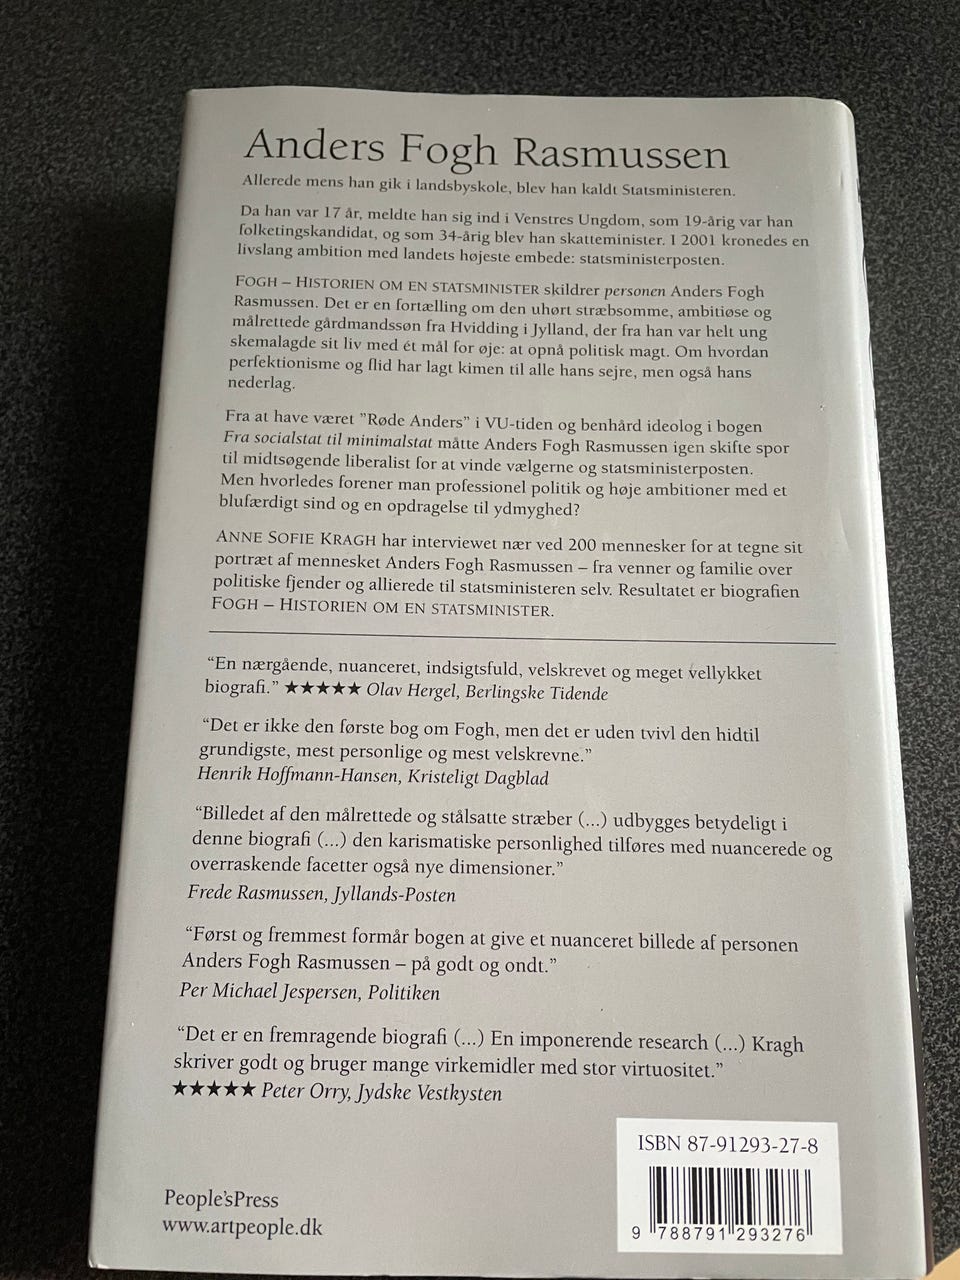 Anders Fogh Rasmussen
Allerede mens han gik i landsbyskole, blev han kaldt Statsministeren.
Da han var 17 år, meldte han sig ind i Venstres Ungdom, som 19-årig var han
folketingskandidat, og som 34-årig blev han skatteminister. I 2001 kronedes en
livslang ambition med landets højeste embede: statsministerposten.
FOGH – HISTORIEN OM EN STATSMINISTER skildrer personen Anders Fogh
Rasmussen. Det er en fortælling om den uhørt stræbsomme, ambitiøse og
målrettede gårdmandssøn fra Hvidding i Jylland, der fra han var helt ung
skemalagde sit liv med ét mål for øje: at opnå politisk magt. Om hvordan
perfektionisme og flid har lagt kimen til alle hans sejre, men også hans
nederlag.
Fra at have været ”Røde Anders” i VU-tiden og benhård ideolog i bogen
Fra socialstat til minimalstat måtte Anders Fogh Rasmussen igen skifte spor
til midtsøgende liberalist for at vinde vælgerne og statsministerposten.
Men hvorledes forener man professionel politik og høje ambitioner med et
blufærdigt sind og en opdragelse til ydmyghed?
ANNE SOFIE KRAGH har interviewet nær ved 200 mennesker for at tegne sit
portræt af mennesket Anders Fogh Rasmussen – fra venner og familie over
politiske fjender og allierede til statsministeren selv. Resultatet er biografien
FOGH – HISTORIEN OM EN STATSMINISTER.
“En nærgående, nuanceret, indsigtsfuld, velskrevet og meget vellykket
biografi.” ★★★★★ Olav Hergel, Berlingske Tidende
“Det er ikke den første bog om Fogh, men det er uden tvivl den hidtil
grundigste, mest personlige og mest velskrevne.”
Henrik Hoffmann-Hansen, Kristeligt Dagblad
“Billedet af den målrettede og stålsatte stræber (...) udbygges betydeligt i
denne biografi (...) den karismatiske personlighed tilføres med nuancerede og
overraskende facetter også nye dimensioner.”
Frede Rasmussen, Jyllands-Posten
“Først og fremmest formår bogen at give et nuanceret billede af personen
Anders Fogh Rasmussen – på godt og ondt.”
Per Michael Jespersen, Politiken
“Det er en fremragende biografi (...) En imponerende research (...) Kragh
skriver godt og bruger mange virkemidler med stor virtuositet.”
★★★★★ Peter Orry, Jydske Vestkysten
ISBN 87-91293-27-8
9 788791 293276
People'sPress
www.artpeople.dk